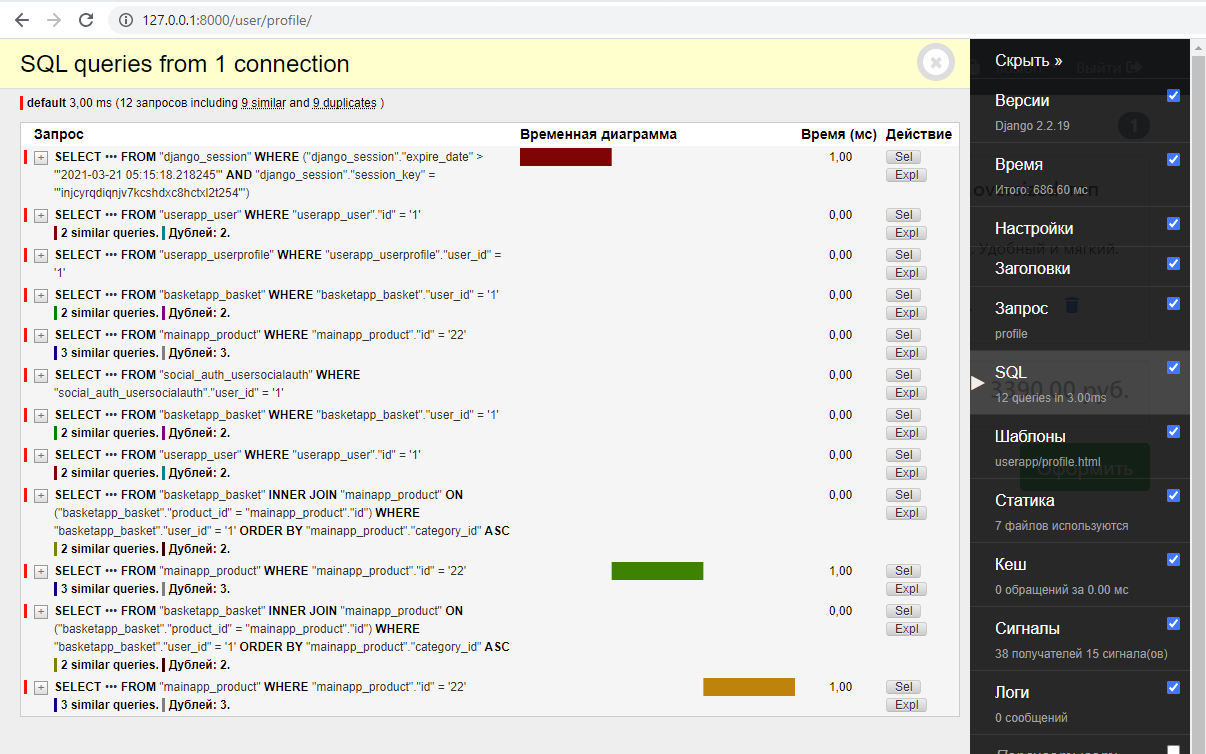 127.0.0.1:8000/user/profile/
SQL queries from 1 connection
default 3,00 ms (12 запросов including 9 similar and 9 duplicates )
Запрос Временная диаграмма Время (мс) Действие
+ SELECT ••• FROM "django_session" WHERE ("django_session"."expire_date" > 1,00 Sel
"'2021-03-21 05:15:18.218245'" AND "django_session"."session_key" = Expl
"'injcyrqdiqnjv7kcshdxc8hctxl2t254'")
+ SELECT ••• FROM "userapp_user" WHERE "userapp_user"."id" = '1' 0,00 Sel
2 similar queries. Дублей: 2. Expl
+ SELECT ••• FROM "userapp_userprofile" WHERE "userapp_userprofile"."user_id" = 0,00 Sel
'1' Expl
+ SELECT ••• FROM "basketapp_basket" WHERE "basketapp_basket"."user_id" = '1' 0,00 Sel
2 similar queries. Дублей: 2. Expl
+ SELECT ••• FROM "mainapp_product" WHERE "mainapp_product"."id" = '22' 0,00 Sel
3 similar queries. Дублей: 3. Expl
+ SELECT ••• FROM "social_auth_usersocialauth" WHERE 0,00 Sel
"social_auth_usersocialauth"."user_id" = '1' Expl
+ SELECT ••• FROM "basketapp_basket" WHERE "basketapp_basket"."user_id" = '1' 0,00 Sel
2 similar queries. Дублей: 2. Expl
+ SELECT ••• FROM "userapp_user" WHERE "userapp_user"."id" = '1' 0,00 Sel
2 similar queries. Дублей: 2. Expl
+ SELECT ••• FROM "basketapp_basket" INNER JOIN "mainapp_product" ON 0,00 Sel
("basketapp_basket"."product_id" = "mainapp_product"."id") WHERE Expl
"basketapp_basket"."user_id" = '1' ORDER BY "mainapp_product"."category_id" ASC
2 similar queries. Дублей: 2.
+ SELECT ••• FROM "mainapp_product" WHERE "mainapp_product"."id" = '22' 1,00 Sel
3 similar queries. Дублей: 3. Expl
+ SELECT ••• FROM "basketapp_basket" INNER JOIN "mainapp_product" ON 0,00 Sel
("basketapp_basket"."product_id" = "mainapp_product"."id") WHERE Expl
"basketapp_basket"."user_id" = '1' ORDER BY "mainapp_product"."category_id" ASC
2 similar queries. Дублей: 2.
+ SELECT ••• FROM "mainapp_product" WHERE "mainapp_product"."id" = '22' 1,00 Sel
3 similar queries. Дублей: 3. Expl
Скрыть »
Выйти
Версии
Django 2.2.19
1
Время
Итого: 686.60 мс
Настройки
Удобный и мягкий.
Заголовки
Запрос
profile
SQL
3390.00 руб.
12 queries in 3.00ms
Шаблоны
userapp/profile.html
Оформить
Статика
7 файлов используются
Кеш
0 обращений за 0.00 мс
Сигналы
38 получателей 15 сигнала(ов)
Логи
0 сообщений